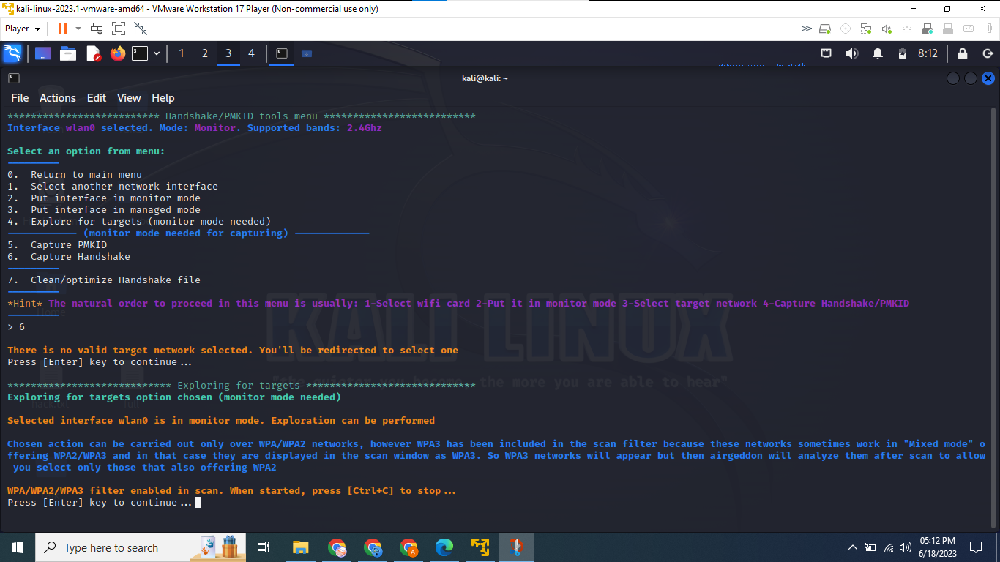 kali-linux-2023.1-vmware-amd64 - VMware Workstation 17 Player (Non-commercial use only)
Player
1 2 3 4
8:12
kali@kali: ~
File Actions Edit View Help
************************** Handshake/PMKID tools menu **************************
Interface wlan0 selected. Mode: Monitor. Supported bands: 2.4Ghz
Select an option from menu:
0. Return to main menu
1. Select another network interface
2. Put interface in monitor mode
3. Put interface in managed mode
4. Explore for targets (monitor mode needed)
(monitor mode needed for capturing)
5. Capture PMKID
6. Capture Handshake
7. Clean/optimize Handshake file
*Hint* The natural order to proceed in this menu is usually: 1-Select wifi card 2-Put it in monitor mode 3-Select target network 4-Capture Handshake/PMKID
Home
> 6
KALI LINUX
There is no valid target network selected. You'll be redirected to select one
Press [Enter] key to continue...
**************************** Exploring for targets *****************************
the more you are able to hear"
Exploring for targets option chosen (monitor mode needed)
Selected interface wlan0 is in monitor mode. Exploration can be performed
Chosen action can be carried out only over WPA/WPA2 networks, however WPA3 has been included in the scan filter because these networks sometimes work in "Mixed mode" o
ffering WPA2/WPA3 and in that case they are displayed in the scan window as WPA3. So WPA3 networks will appear but then airgeddon will analyze them after scan to allow
you select only those that also offering WPA2
WPA/WPA2/WPA3 filter enabled in scan. When started, press [Ctrl+C] to stop...
Press [Enter] key to continue...
Type here to search
05:12 PM
6/18/2023